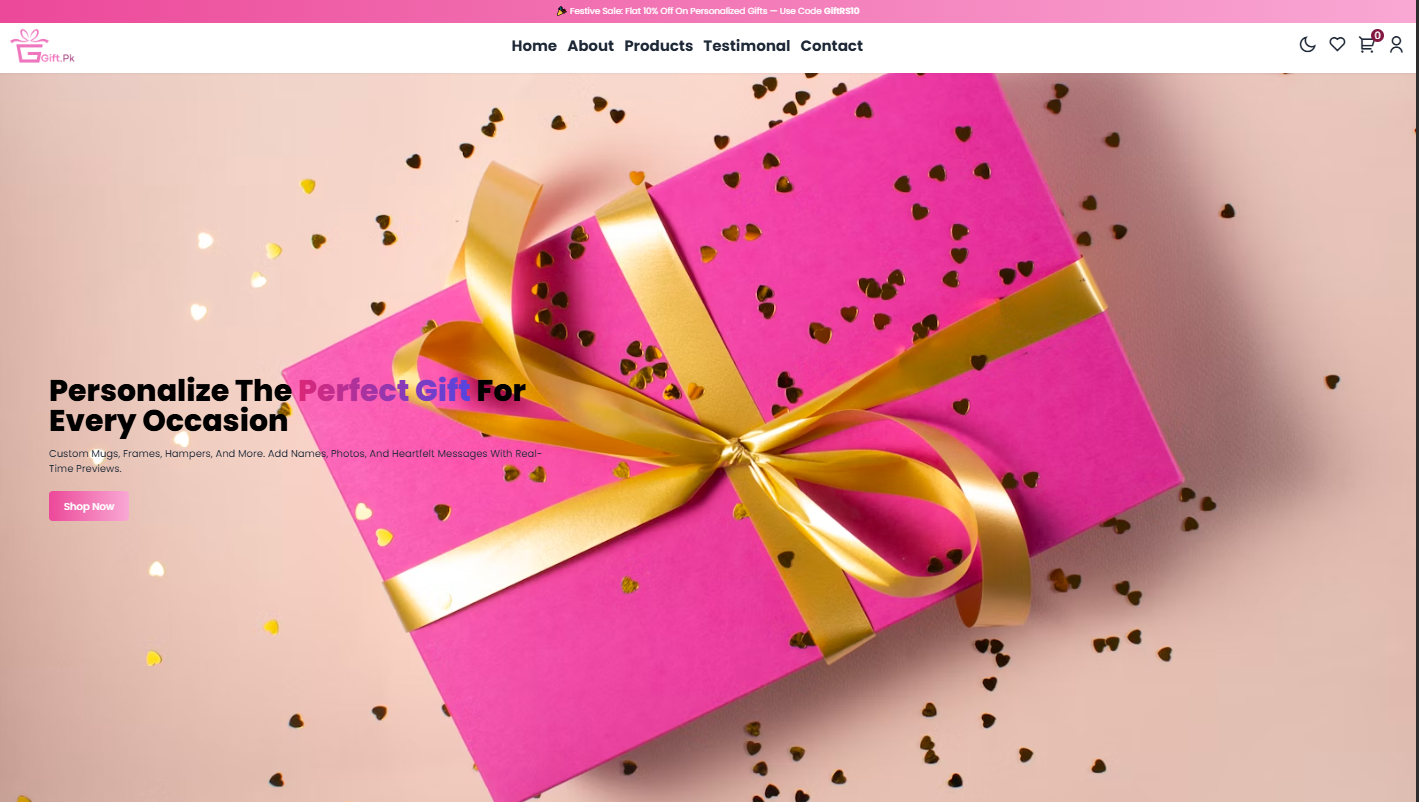 Festive Sale: Flat 10% Off On Personalized Gifts — Use Code GiftRS10
Gift.Pk
Home About Products Testimonal Contact
0
Personalize The Perfect Gift For
Every Occasion
Custom Mugs, Frames, Hampers, And More. Add Names, Photos, And Heartfelt Messages With Real-
Time Previews.
Shop Now